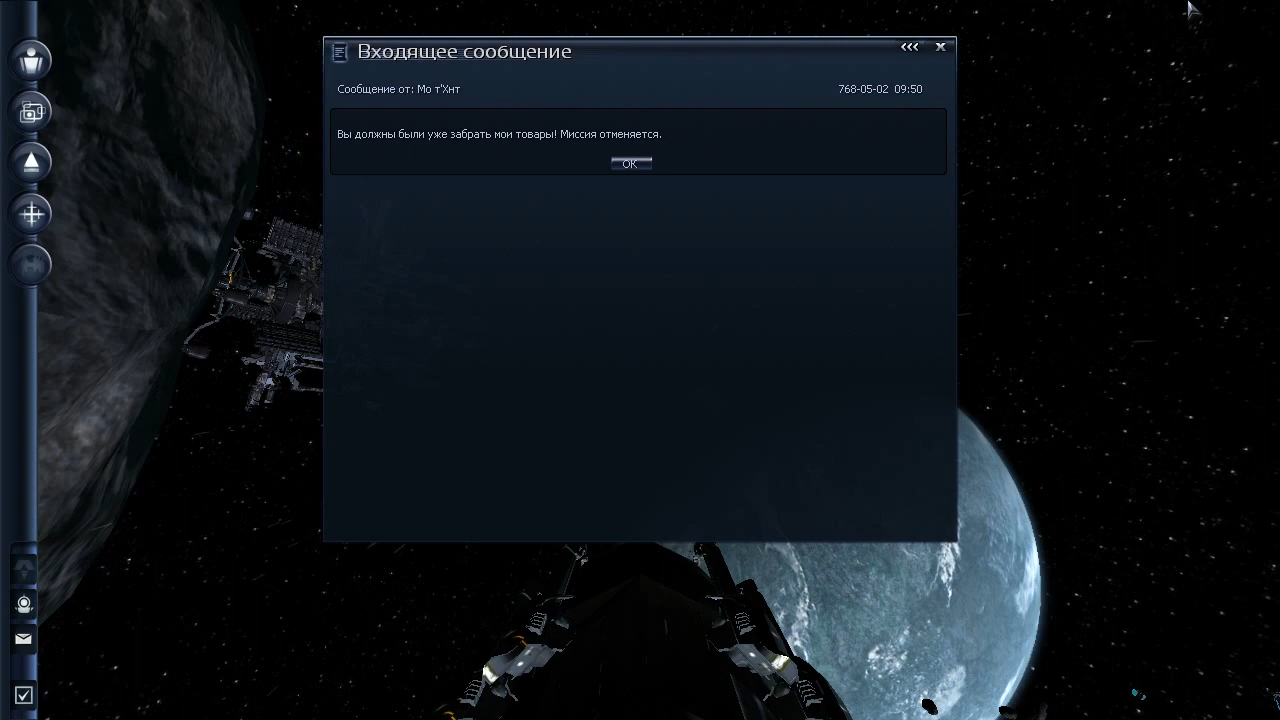 Входящее сообщение
Сообщение от: Мо т'Хнт 768-05-02 09:50
Вы должны были уже забрать мои товары! Миссия отменяется.
OK